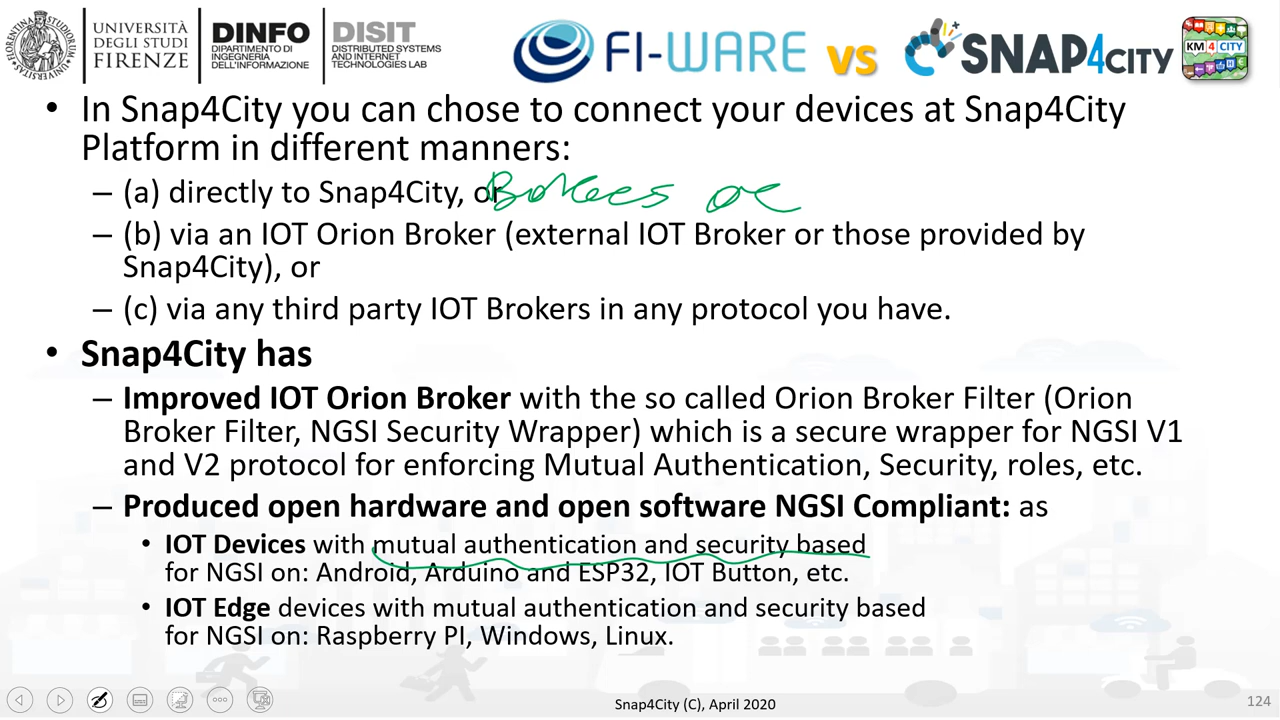 UNIVERSITÀ
DEGLI STUDI
FIRENZE
DINFO
DIPARTIMENTO DI
INGEGNERIA
DELL'INFORMAZIONE
DISIT
DISTRIBUTED SYSTEMS
AND INTERNET
TECHNOLOGIES LAB
FI-WARE vs SNAP4CITY
KM4CITY
• In Snap4City you can chose to connect your devices at Snap4City
Platform in different manners:
– (a) directly to Snap4City, or
– (b) via an IOT Orion Broker (external IOT Broker or those provided by
Snap4City), or
– (c) via any third party IOT Brokers in any protocol you have.
• Snap4City has
– Improved IOT Orion Broker with the so called Orion Broker Filter (Orion
Broker Filter, NGSI Security Wrapper) which is a secure wrapper for NGSI V1
and V2 protocol for enforcing Mutual Authentication, Security, roles, etc.
– Produced open hardware and open software NGSI Compliant: as
• IOT Devices with mutual authentication and security based
for NGSI on: Android, Arduino and ESP32, IOT Button, etc.
• IOT Edge devices with mutual authentication and security based
for NGSI on: Raspberry PI, Windows, Linux.
Snap4City (C), April 2020
124